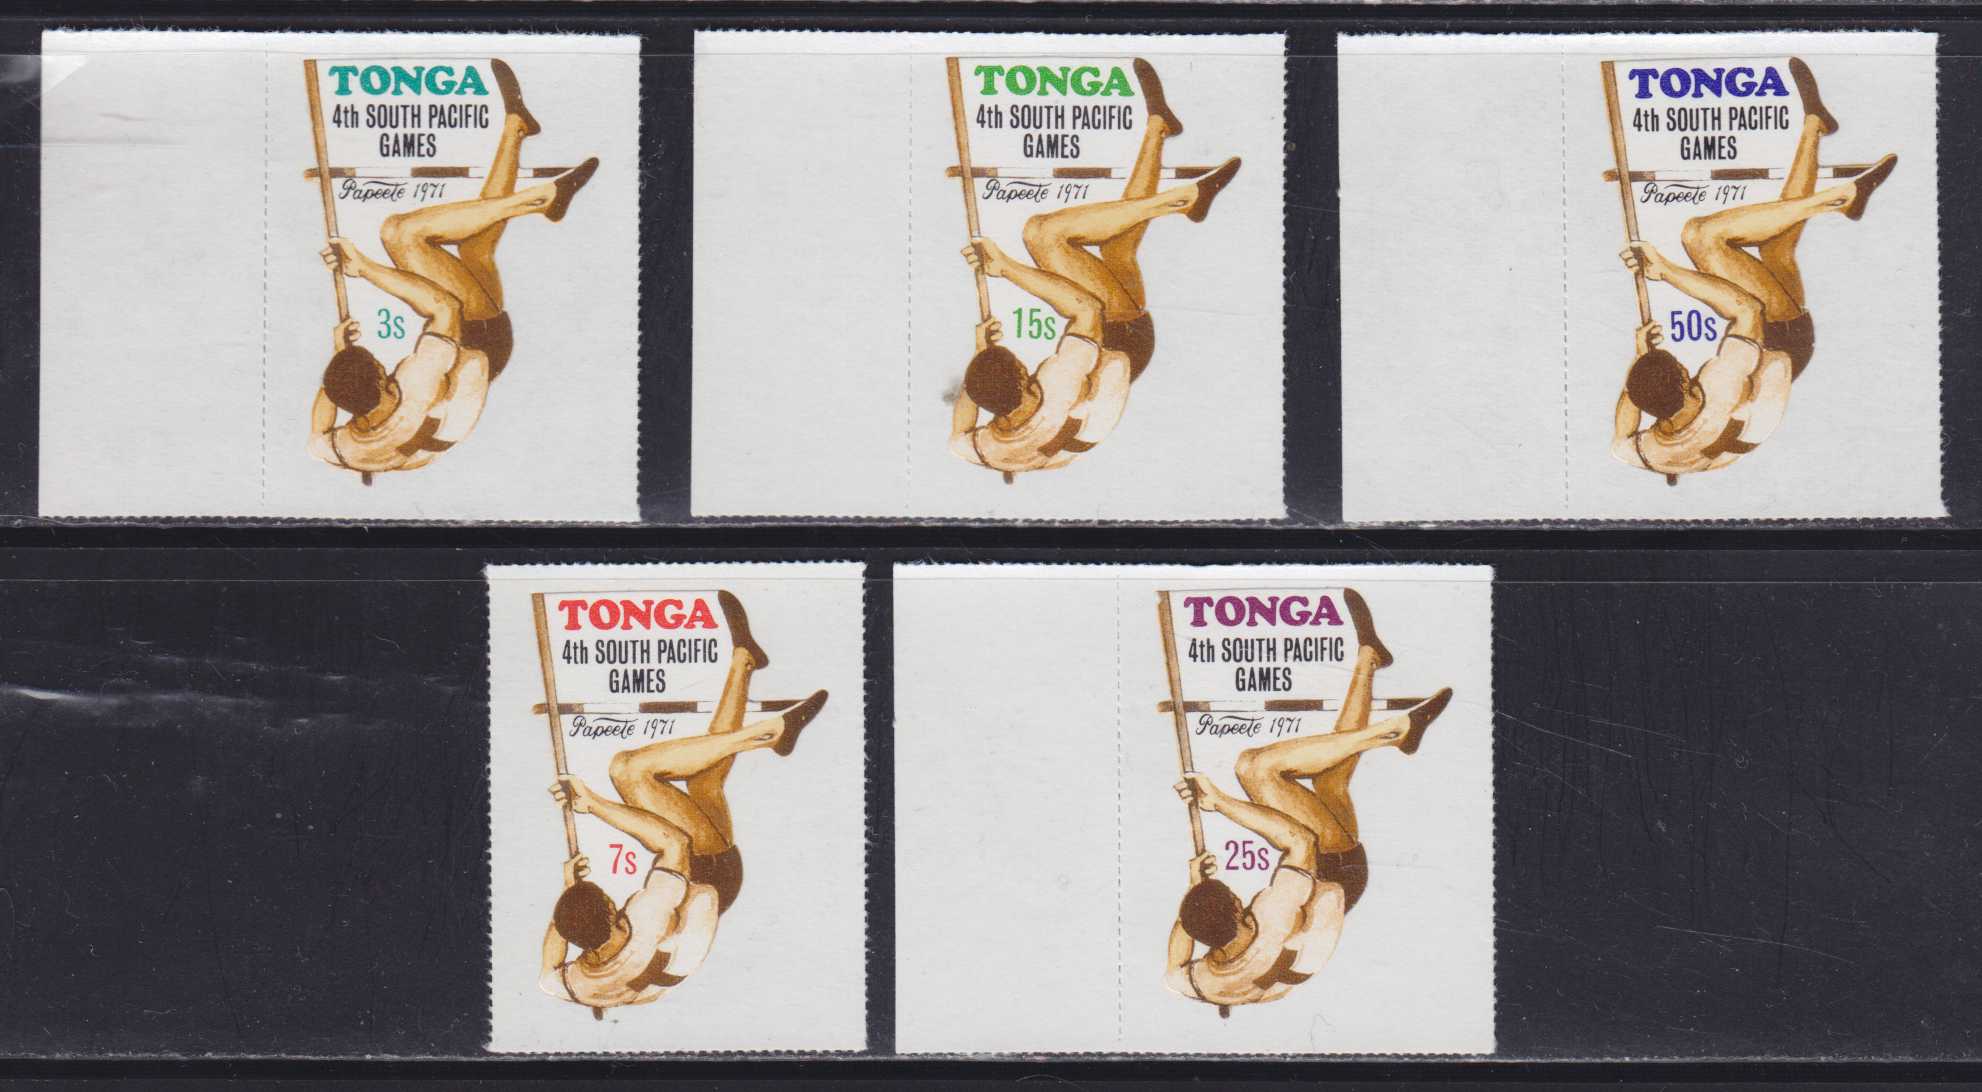 TONGA
4th SOUTH PACIFIC
GAMES
Papeete 1971
3s
TONGA
4th SOUTH PACIFIC
GAMES
Papeete 1971
15s
TONGA
4th SOUTH PACIFIC
GAMES
Papeete 1971
50s
TONGA
4th SOUTH PACIFIC
GAMES
Papeete 1971
7s
TONGA
4th SOUTH PACIFIC
GAMES
Papeete 1971
25s